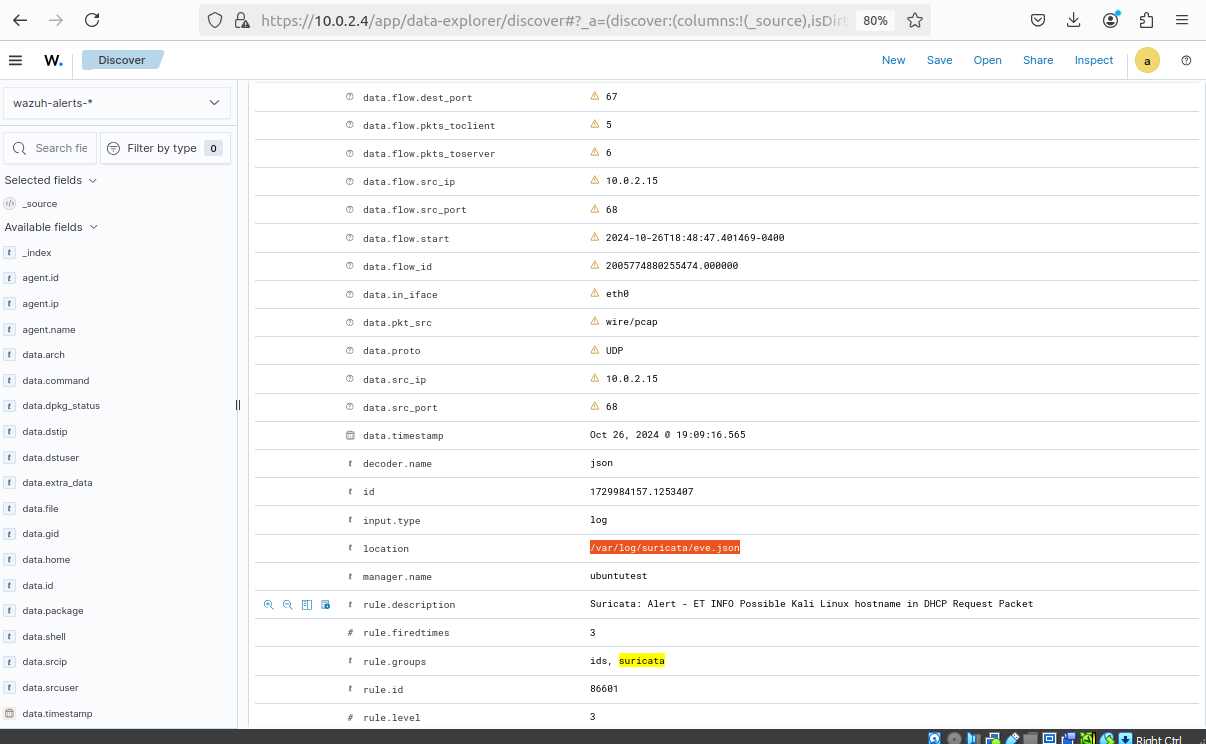 https://10.0.2.4/app/data-explorer/discover#?_a=(discover:(columns:!(_source),isDirt 80%
W. Discover New Save Open Share Inspect a
wazuh-alerts-*
Search fie Filter by type 0
Selected fields
_source
Available fields
_index
agent.id
agent.ip
agent.name
data.arch
data.command
data.dpkg_status
data.dstip
data.dstuser
data.extra_data
data.file
data.gid
data.home
data.id
data.package
data.shell
data.srcip
data.srcuser
data.timestamp
data.flow.dest_port 67
data.flow.pkts_toclient 5
data.flow.pkts_toserver 6
data.flow.src_ip 10.0.2.15
data.flow.src_port 68
data.flow.start 2024-10-26T18:48:47.401469-0400
data.flow_id 2005774880255474.000000
data.in_iface eth0
data.pkt_src wire/pcap
data.proto UDP
data.src_ip 10.0.2.15
data.src_port 68
data.timestamp Oct 26, 2024 @ 19:09:16.565
decoder.name json
id 1729984157.1253407
input.type log
location /var/log/suricata/eve.json
manager.name ubuntutest
rule.description Suricata: Alert - ET INFO Possible Kali Linux hostname in DHCP Request Packet
# rule.firedtimes 3
rule.groups ids, suricata
rule.id 86601
# rule.level 3
Right Ctrl